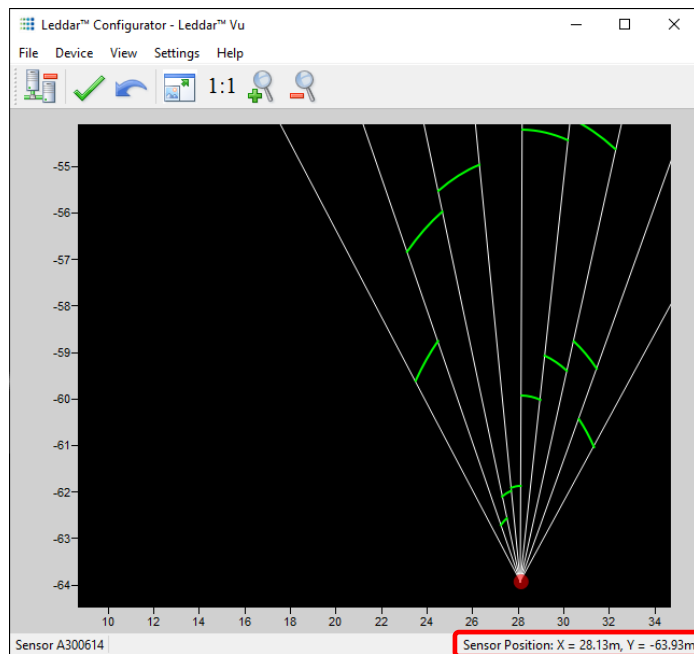 Leddar™ Configurator - Leddar™ Vu
File Device View Settings Help
1:1
-55
-56
-57
-58
-59
-60
-61
-62
-63
-64
10 12 14 16 18 20 22 24 26 28 30 32 34
Sensor A300614 Sensor Position: X = 28.13m, Y = -63.93m